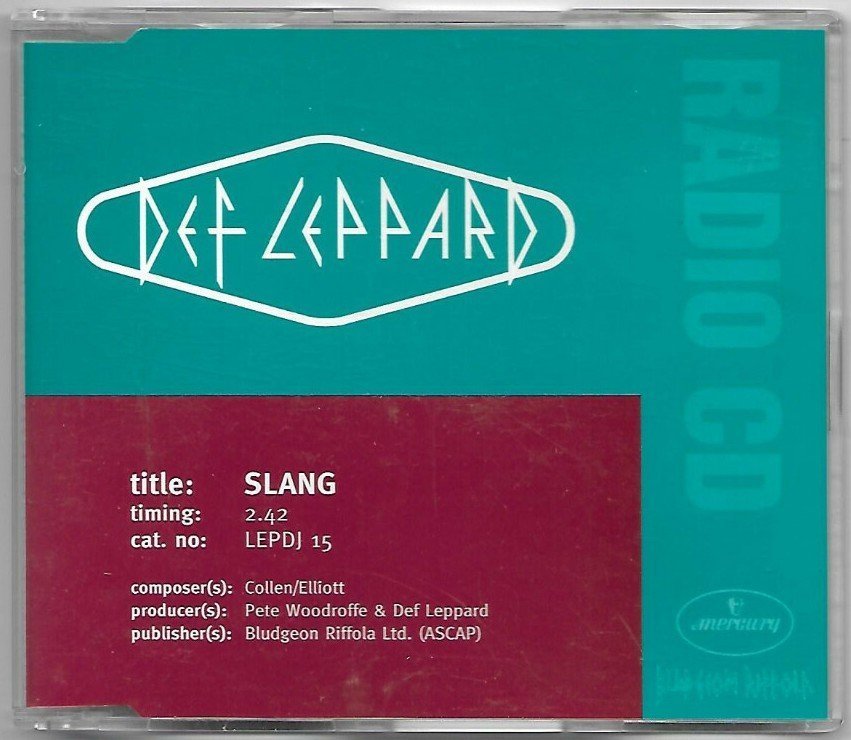 DEF LEPPARD
RADIO CD
title: SLANG
timing: 2.42
cat. no: LEPDJ 15
composer(s): Collen/Elliott
producer(s): Pete Woodroffe & Def Leppard
publisher(s): Bludgeon Riffola Ltd. (ASCAP)
mercury